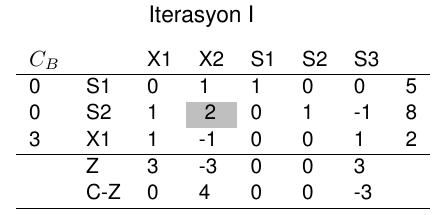 Iterasyon I
C_B X1 X2 S1 S2 S3
0 S1 0 1 1 0 0 5
0 S2 1 2 0 1 -1 8
3 X1 1 -1 0 0 1 2
Z 3 -3 0 0 3
C-Z 0 4 0 0 -3